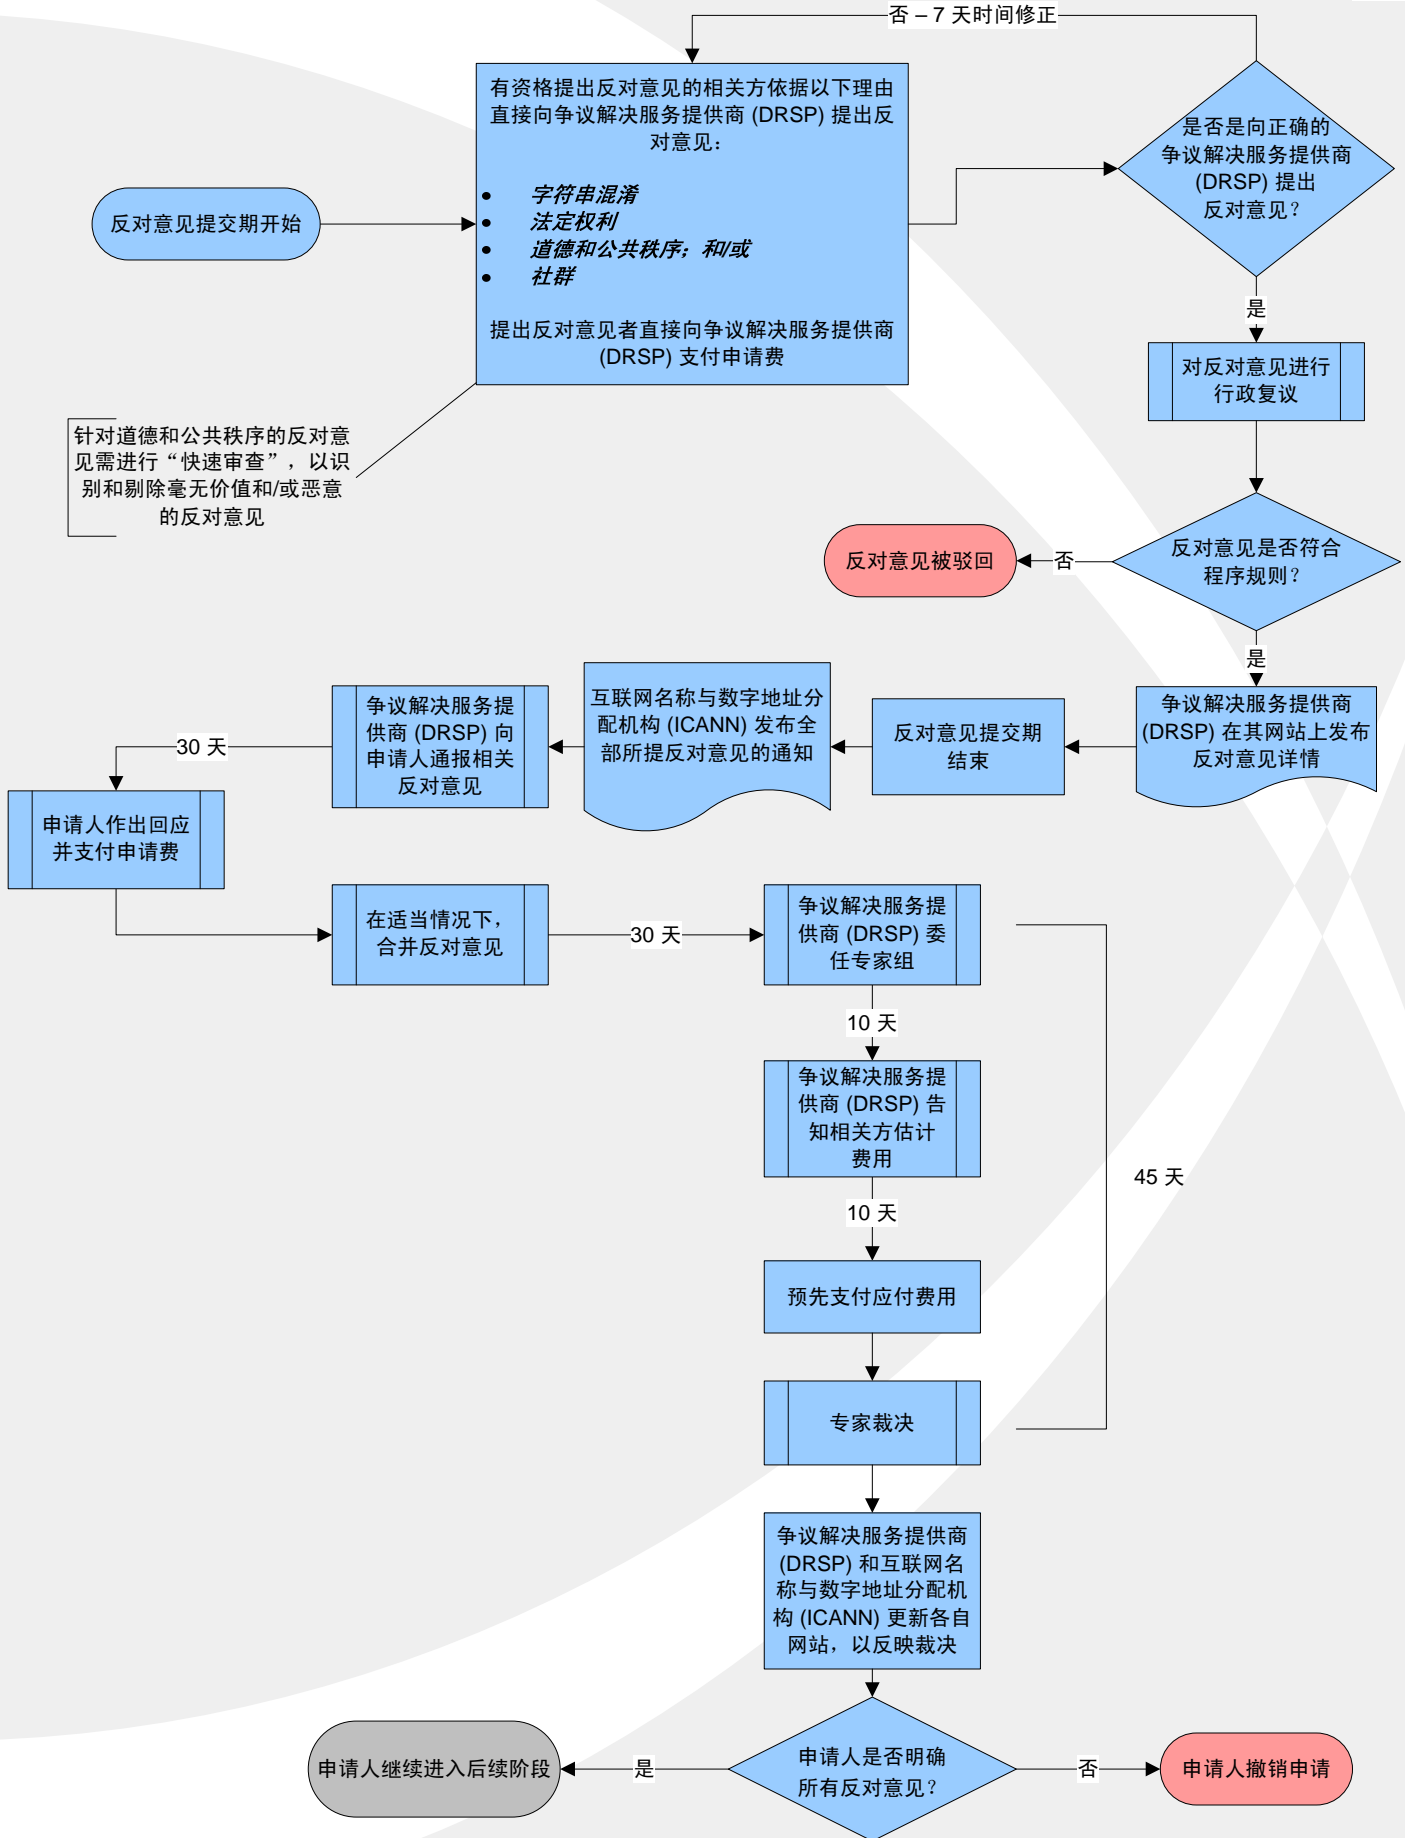 否 – 7 天时间修正
有资格提出反对意见的相关方依据以下理由
直接向争议解决服务提供商 (DRSP) 提出反
对意见：
• 字符串混淆
• 法定权利
• 道德和公共秩序；和/或
• 社群
提出反对意见者直接向争议解决服务提供商
(DRSP) 支付申请费
反对意见提交期开始
是否是向正确的
争议解决服务提供商
(DRSP) 提出
反对意见？
是
对反对意见进行
行政复议
针对道德和公共秩序的反对意
见需进行“快速审查”，以识
别和剔除毫无价值和/或恶意
的反对意见
反对意见是否符合
程序规则？
否
反对意见被驳回
是
争议解决服务提供商
(DRSP) 在其网站上发布
反对意见详情
反对意见提交期
结束
互联网名称与数字地址分
配机构 (ICANN) 发布全
部所提反对意见的通知
争议解决服务提
供商 (DRSP) 向
申请人通报相关
反对意见
30 天
申请人作出回应
并支付申请费
在适当情况下，
合并反对意见
30 天
争议解决服务提
供商 (DRSP) 委
任专家组
10 天
争议解决服务提
供商 (DRSP) 告
知相关方估计
费用
45 天
10 天
预先支付应付费用
专家裁决
争议解决服务提供商
(DRSP) 和互联网名
称与数字地址分配机
构 (ICANN) 更新各自
网站，以反映裁决
申请人是否明确
所有反对意见？
是
申请人继续进入后续阶段
否
申请人撤销申请